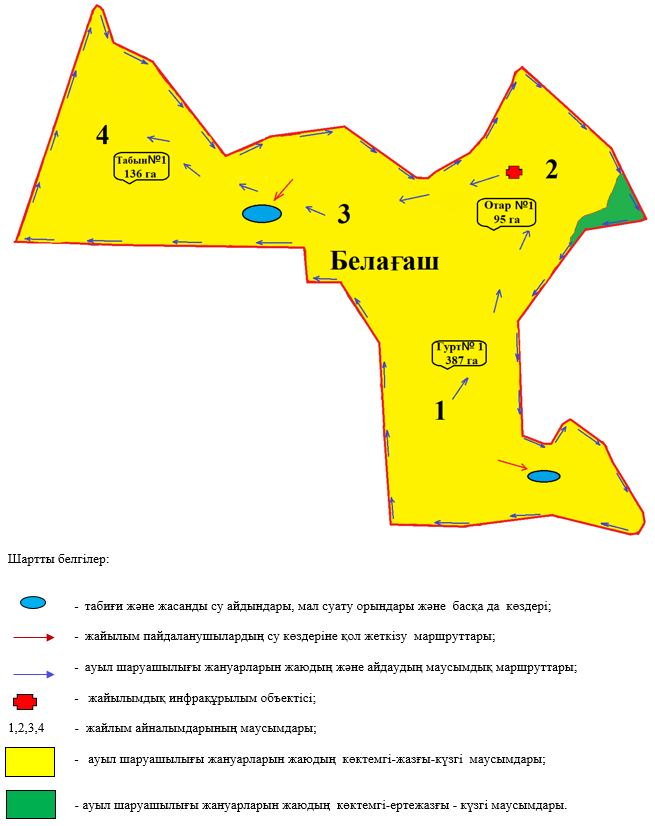 4
Табын№1
136 га
2
Отар №1
95 га
3
Белағаш
Гурт№ 1
387 га
1
Шартты белгілер:
- табиғи және жасанды су айдындары, мал суату орындары және басқа да көздері;
- жайылым пайдаланушылардың су көздеріне қол жеткізу маршруттары;
- ауыл шаруашылығы жануарларын жаюдың және айдаудың маусымдық маршруттары;
- жайылымдық инфрақұрылым объектісі;
1,2,3,4 - жайлым айналымдарының маусымдары;
- ауыл шаруашылығы жануарларын жаюдың көктемгі-жазғы-күзгі маусымдары;
- ауыл шаруашылығы жануарларын жаюдың көктемгі-ертежазғы - күзгі маусымдары.